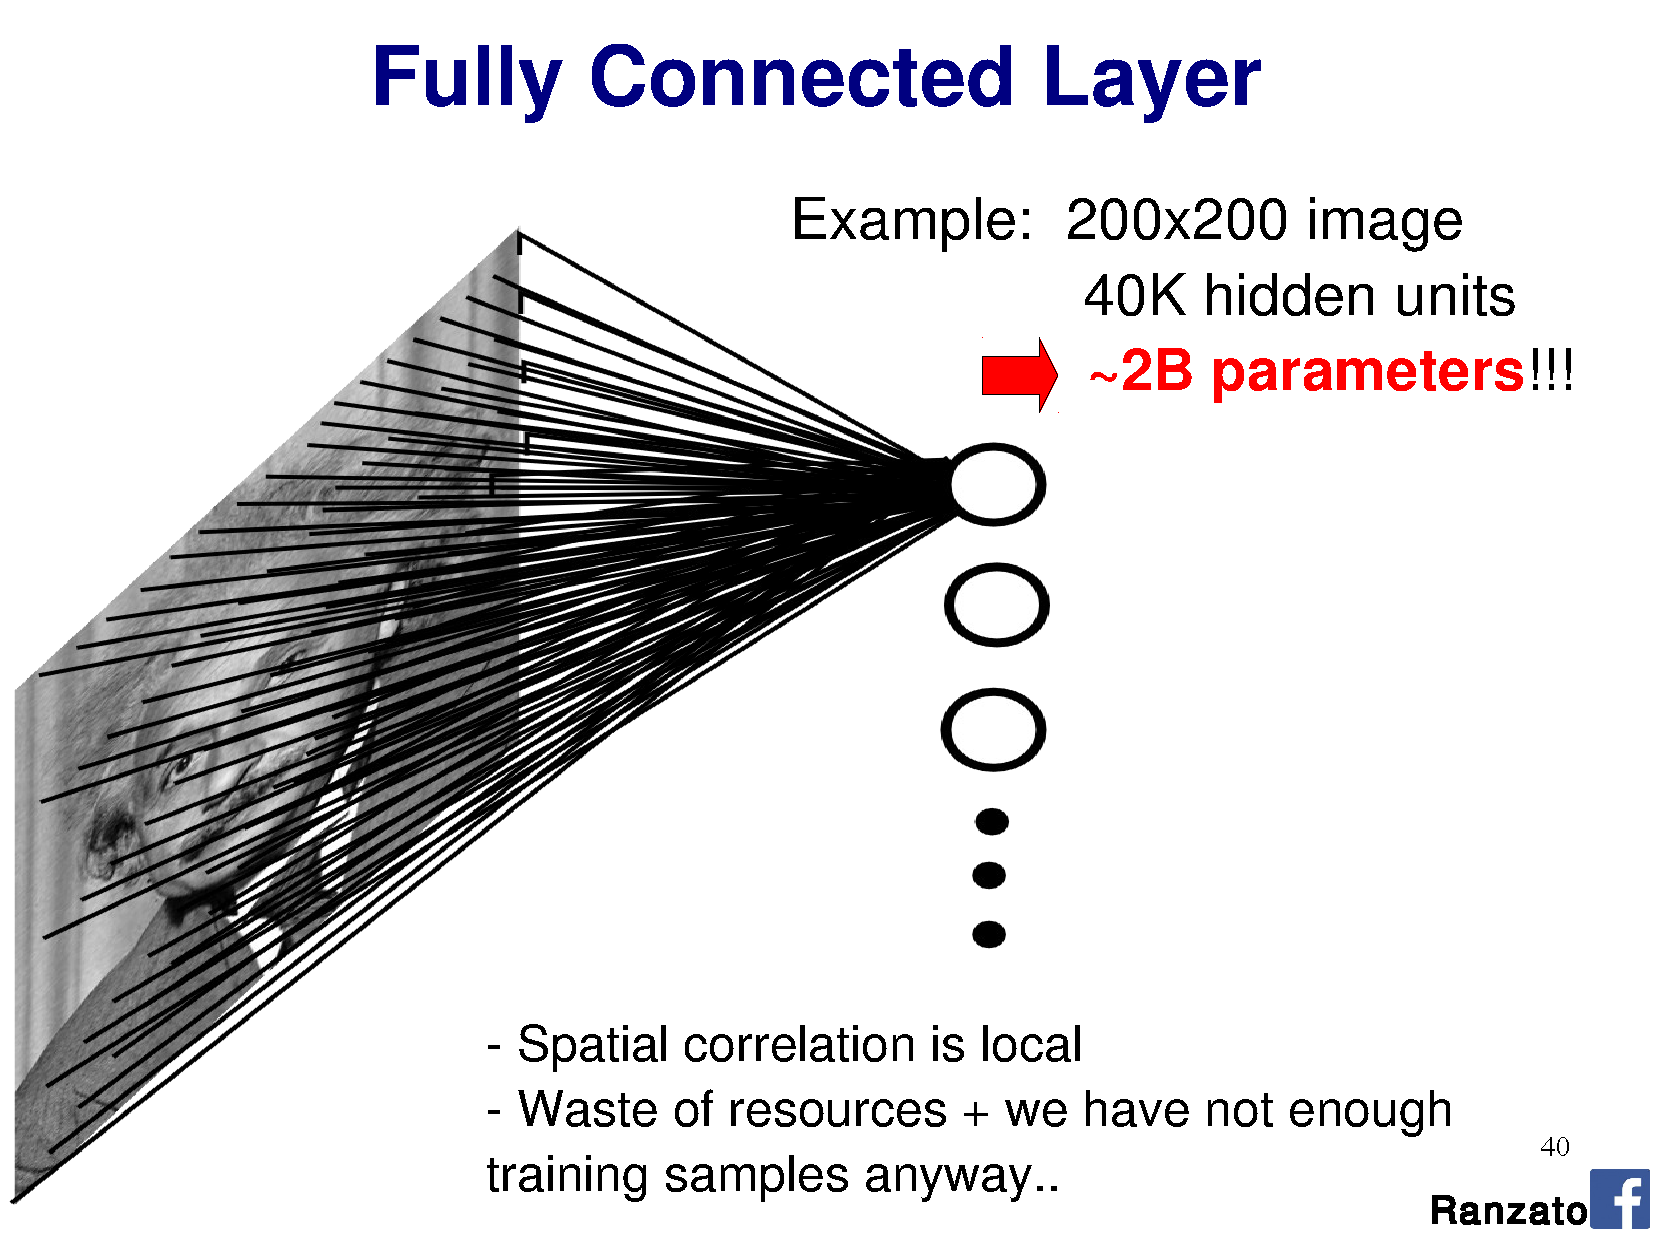 Fully Connected Layer
Example: 200x200 image
40K hidden units
~2B parameters!!!
- Spatial correlation is local
- Waste of resources + we have not enough
training samples anyway..
40
Ranzato f